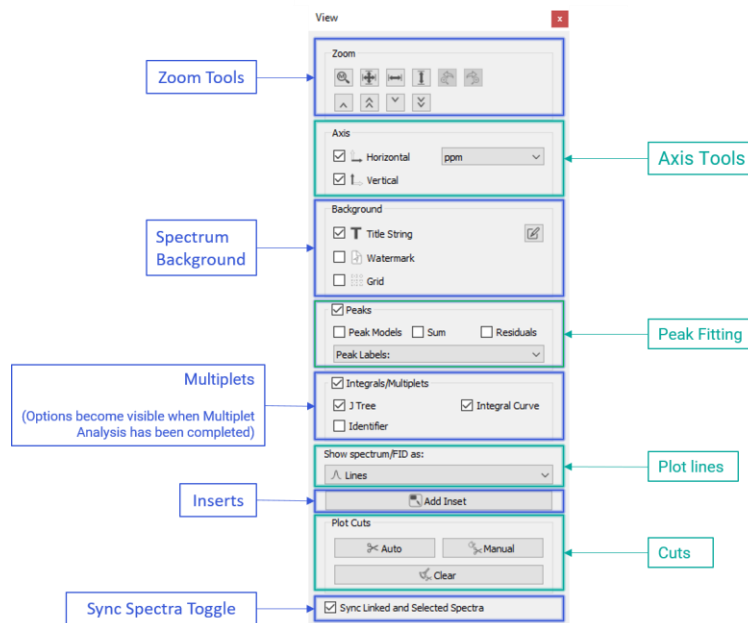 View
x
Zoom
Zoom Tools
Axis
Horizontal
ppm
Vertical
Axis Tools
Background
Title String
Watermark
Grid
Spectrum
Background
Peaks
Peak Models
Sum
Residuals
Peak Labels:
Peak Fitting
Integrals/Multiplets
J Tree
Integral Curve
Identifier
Multiplets
(Options become visible when Multiplet
Analysis has been completed)
Show spectrum/FID as:
Lines
Plot lines
Add Inset
Inserts
Plot Cuts
Auto
Manual
Clear
Cuts
Sync Linked and Selected Spectra
Sync Spectra Toggle